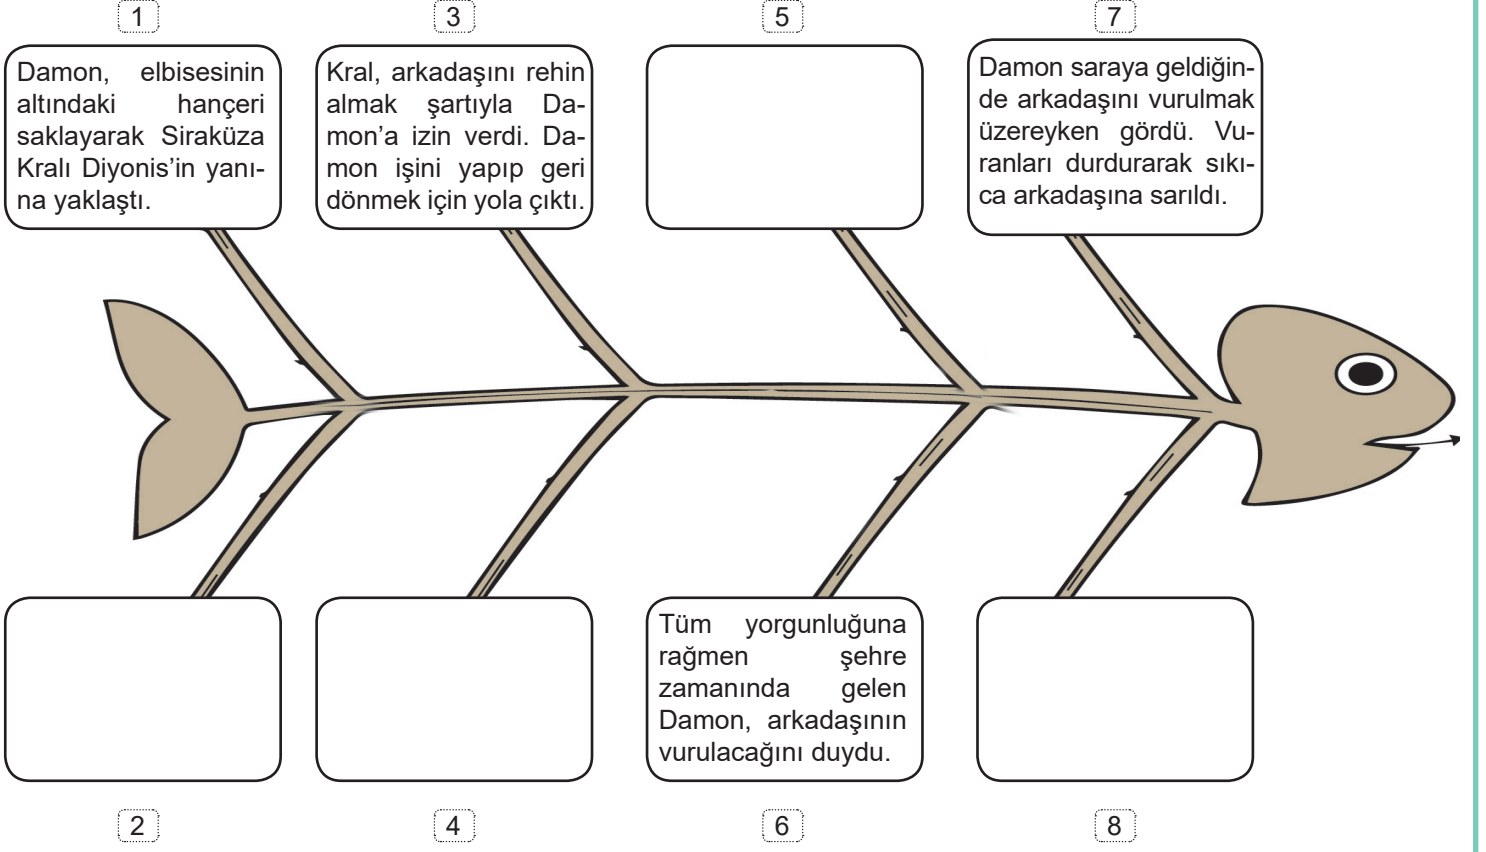 1
3
5
7
Damon, elbisesinin
altındaki hançeri
saklayarak Siraküza
Kralı Diyonis’in yanı-
na yaklaştı.
Kral, arkadaşını rehin
almak şartıyla Da-
mon’a izin verdi. Da-
mon işini yapıp geri
dönmek için yola çıktı.
Damon saraya geldiğin-
de arkadaşını vurulmak
üzereyken gördü. Vu-
ranları durdurarak sıkı-
ca arkadaşına sarıldı.
Tüm yorgunluğuna
rağmen şehre
zamanında gelen
Damon, arkadaşının
vurulacağını duydu.
2
4
6
8